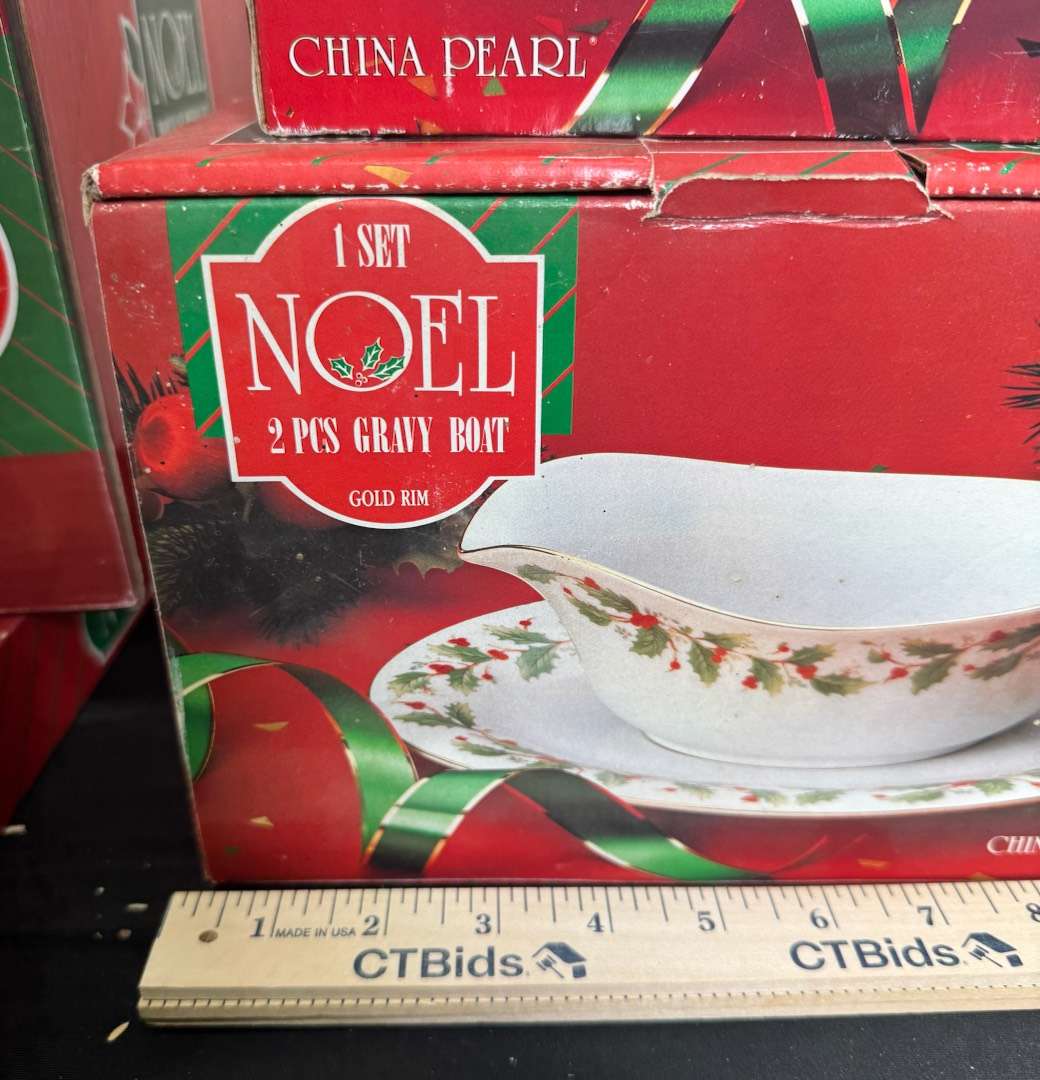 NOEL
CHINA PEARL
1 SET
NOEL
2 PCS GRAVY BOAT
GOLD RIM
1 MADE IN USA 2 3 4 5 6 7 8
CTBids CTBids